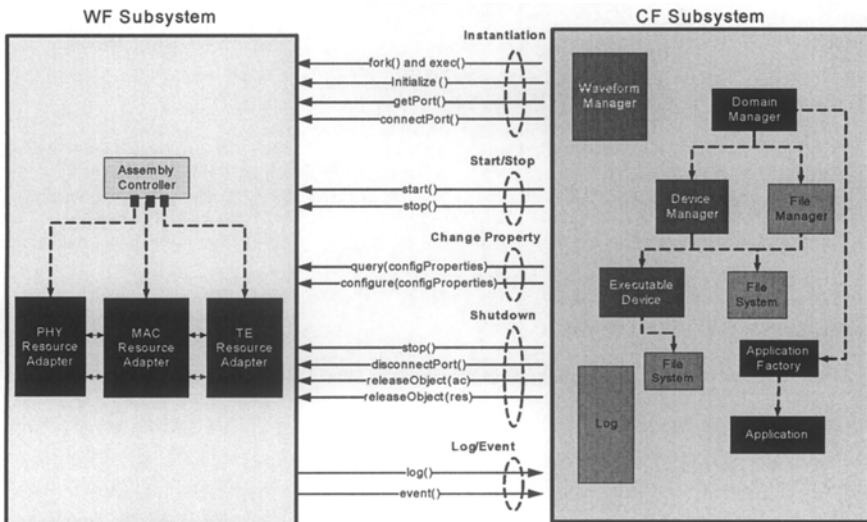 WF Subsystem
CF Subsystem
Instantiation
fork() and exec()
Initialize ()
getPort()
connectPort()
Start/Stop
start()
stop()
Change Property
query(configProperties)
configure(configProperties)
Shutdown
stop()
disconnectPort()
releaseObject(ac)
releaseObject(res)
Log/Event
log()
event()
Assembly
Controller
PHY
Resource
Adapter
MAC
Resource
Adapter
TE
Resource
Adapter
Waveform
Manager
Domain
Manager
Device
Manager
File
Manager
Executable
Device
File
System
File
System
Application
Factory
Log
Application